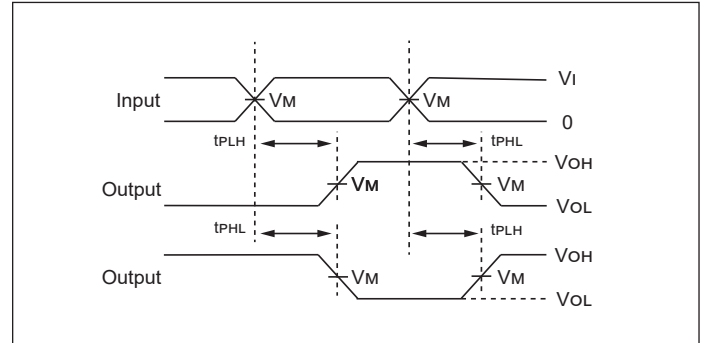 VI
Input VM VM
0
tPLH tPHL
VOH
Output VM VM
VOL
tPHL tPLH
VOH
Output VM VM
VOL